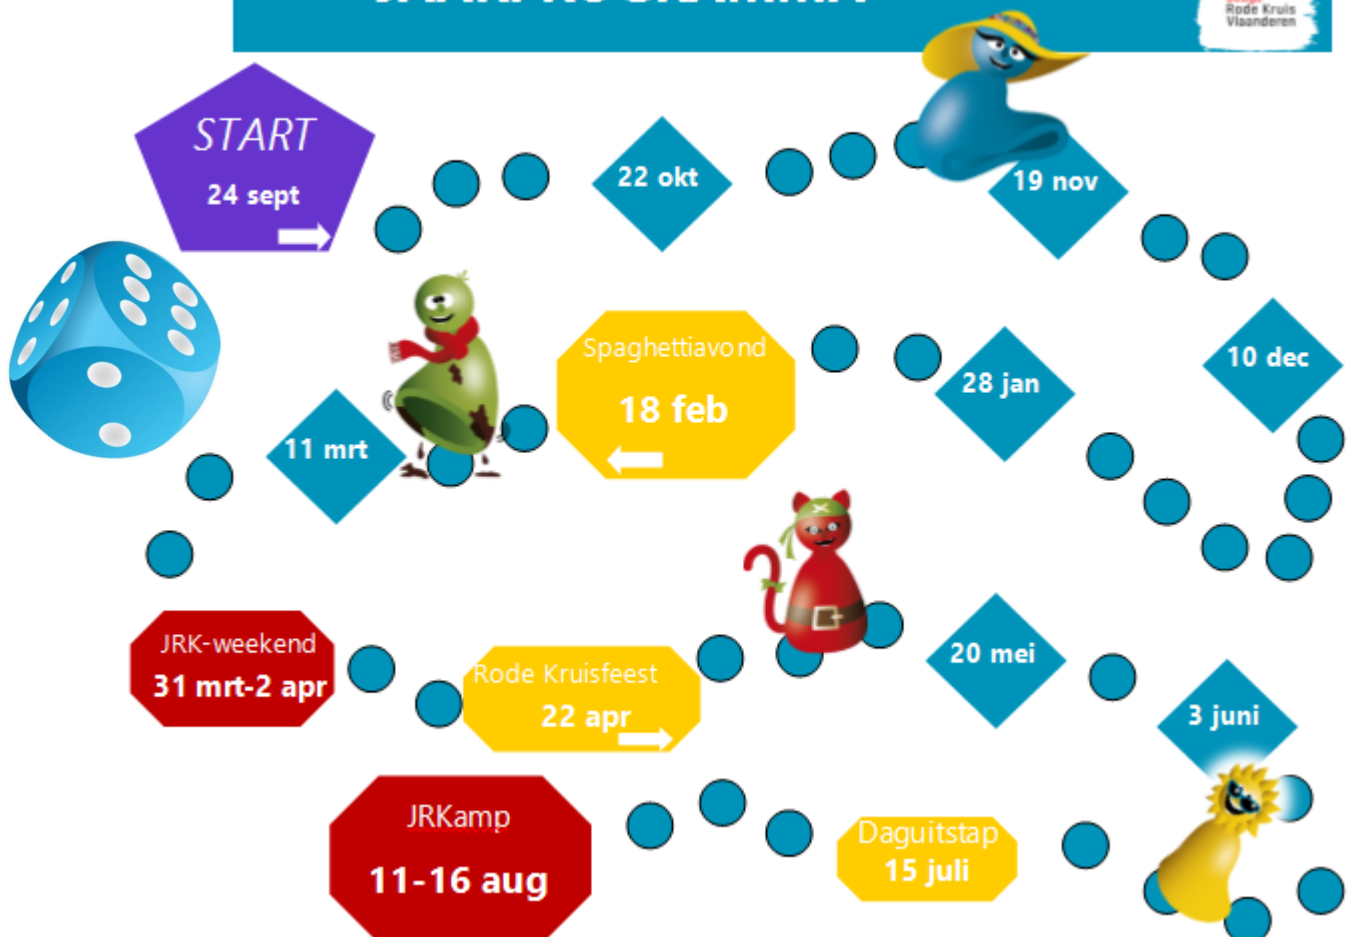 Rode Kruis
Vlaanderen
START
24 sept
22 okt
19 nov
10 dec
28 jan
Spaghettiavond
18 feb
11 mrt
JRK-weekend
31 mrt-2 apr
Rode Kruisfeest
22 apr
20 mei
3 juni
Daguitstap
15 juli
JRKamp
11-16 aug